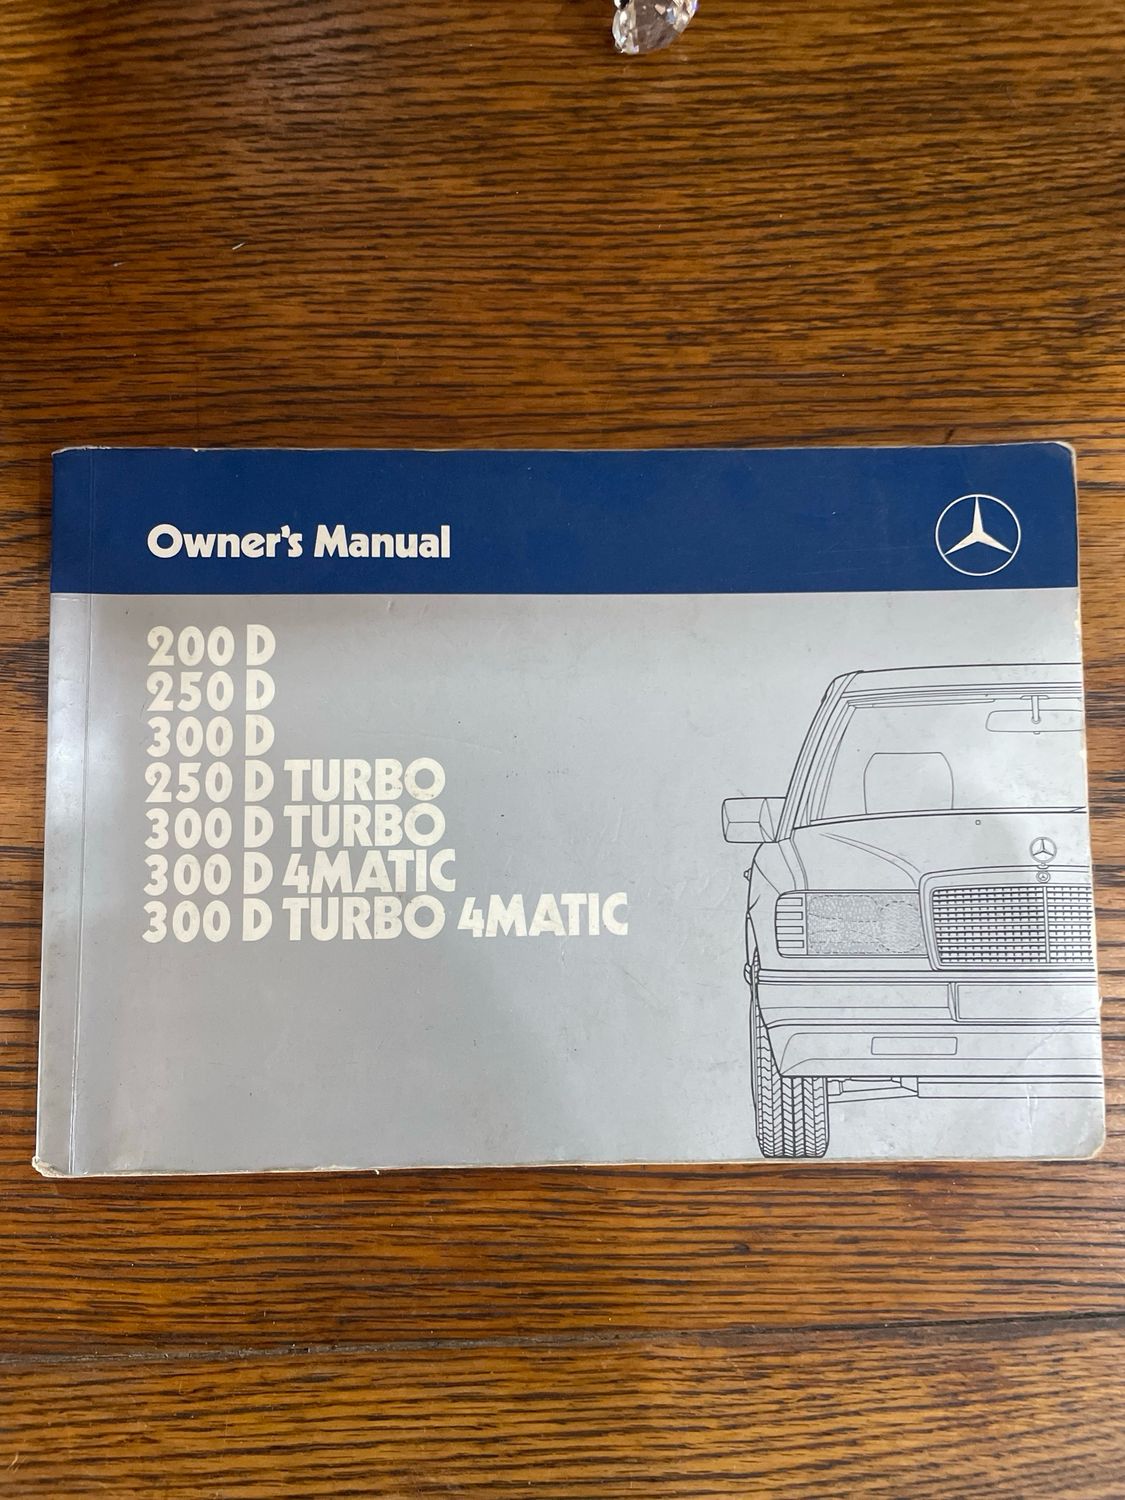 Owner's Manual
200 D
250 D
300 D
250 D TURBO
300 D TURBO
300 D 4MATIC
300 D TURBO 4MATIC